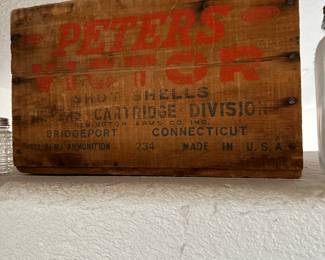 PETERS
VICTOR
SHOT SHELLS
PETERS CARTRIDGE DIVISION
REMINGTON ARMS CO. INC.
BRIDGEPORT CONNECTICUT
AMMUNITION 234 MADE IN U.S.A.